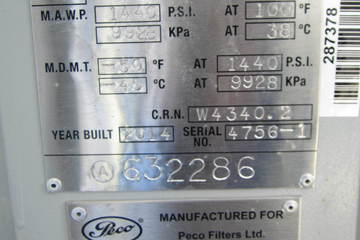 M.A.W.P. 1440 P.S.I. AT 100 °F
9928 KPa AT 38 °C
M.D.M.T. -50 °F AT 1440 P.S.I.
°C AT 9928 KPa
C.R.N. W4340.2
YEAR BUILT 2014 SERIAL NO. 4756-1
A 632286
Peco MANUFACTURED FOR
Peco Filters Ltd.
287378